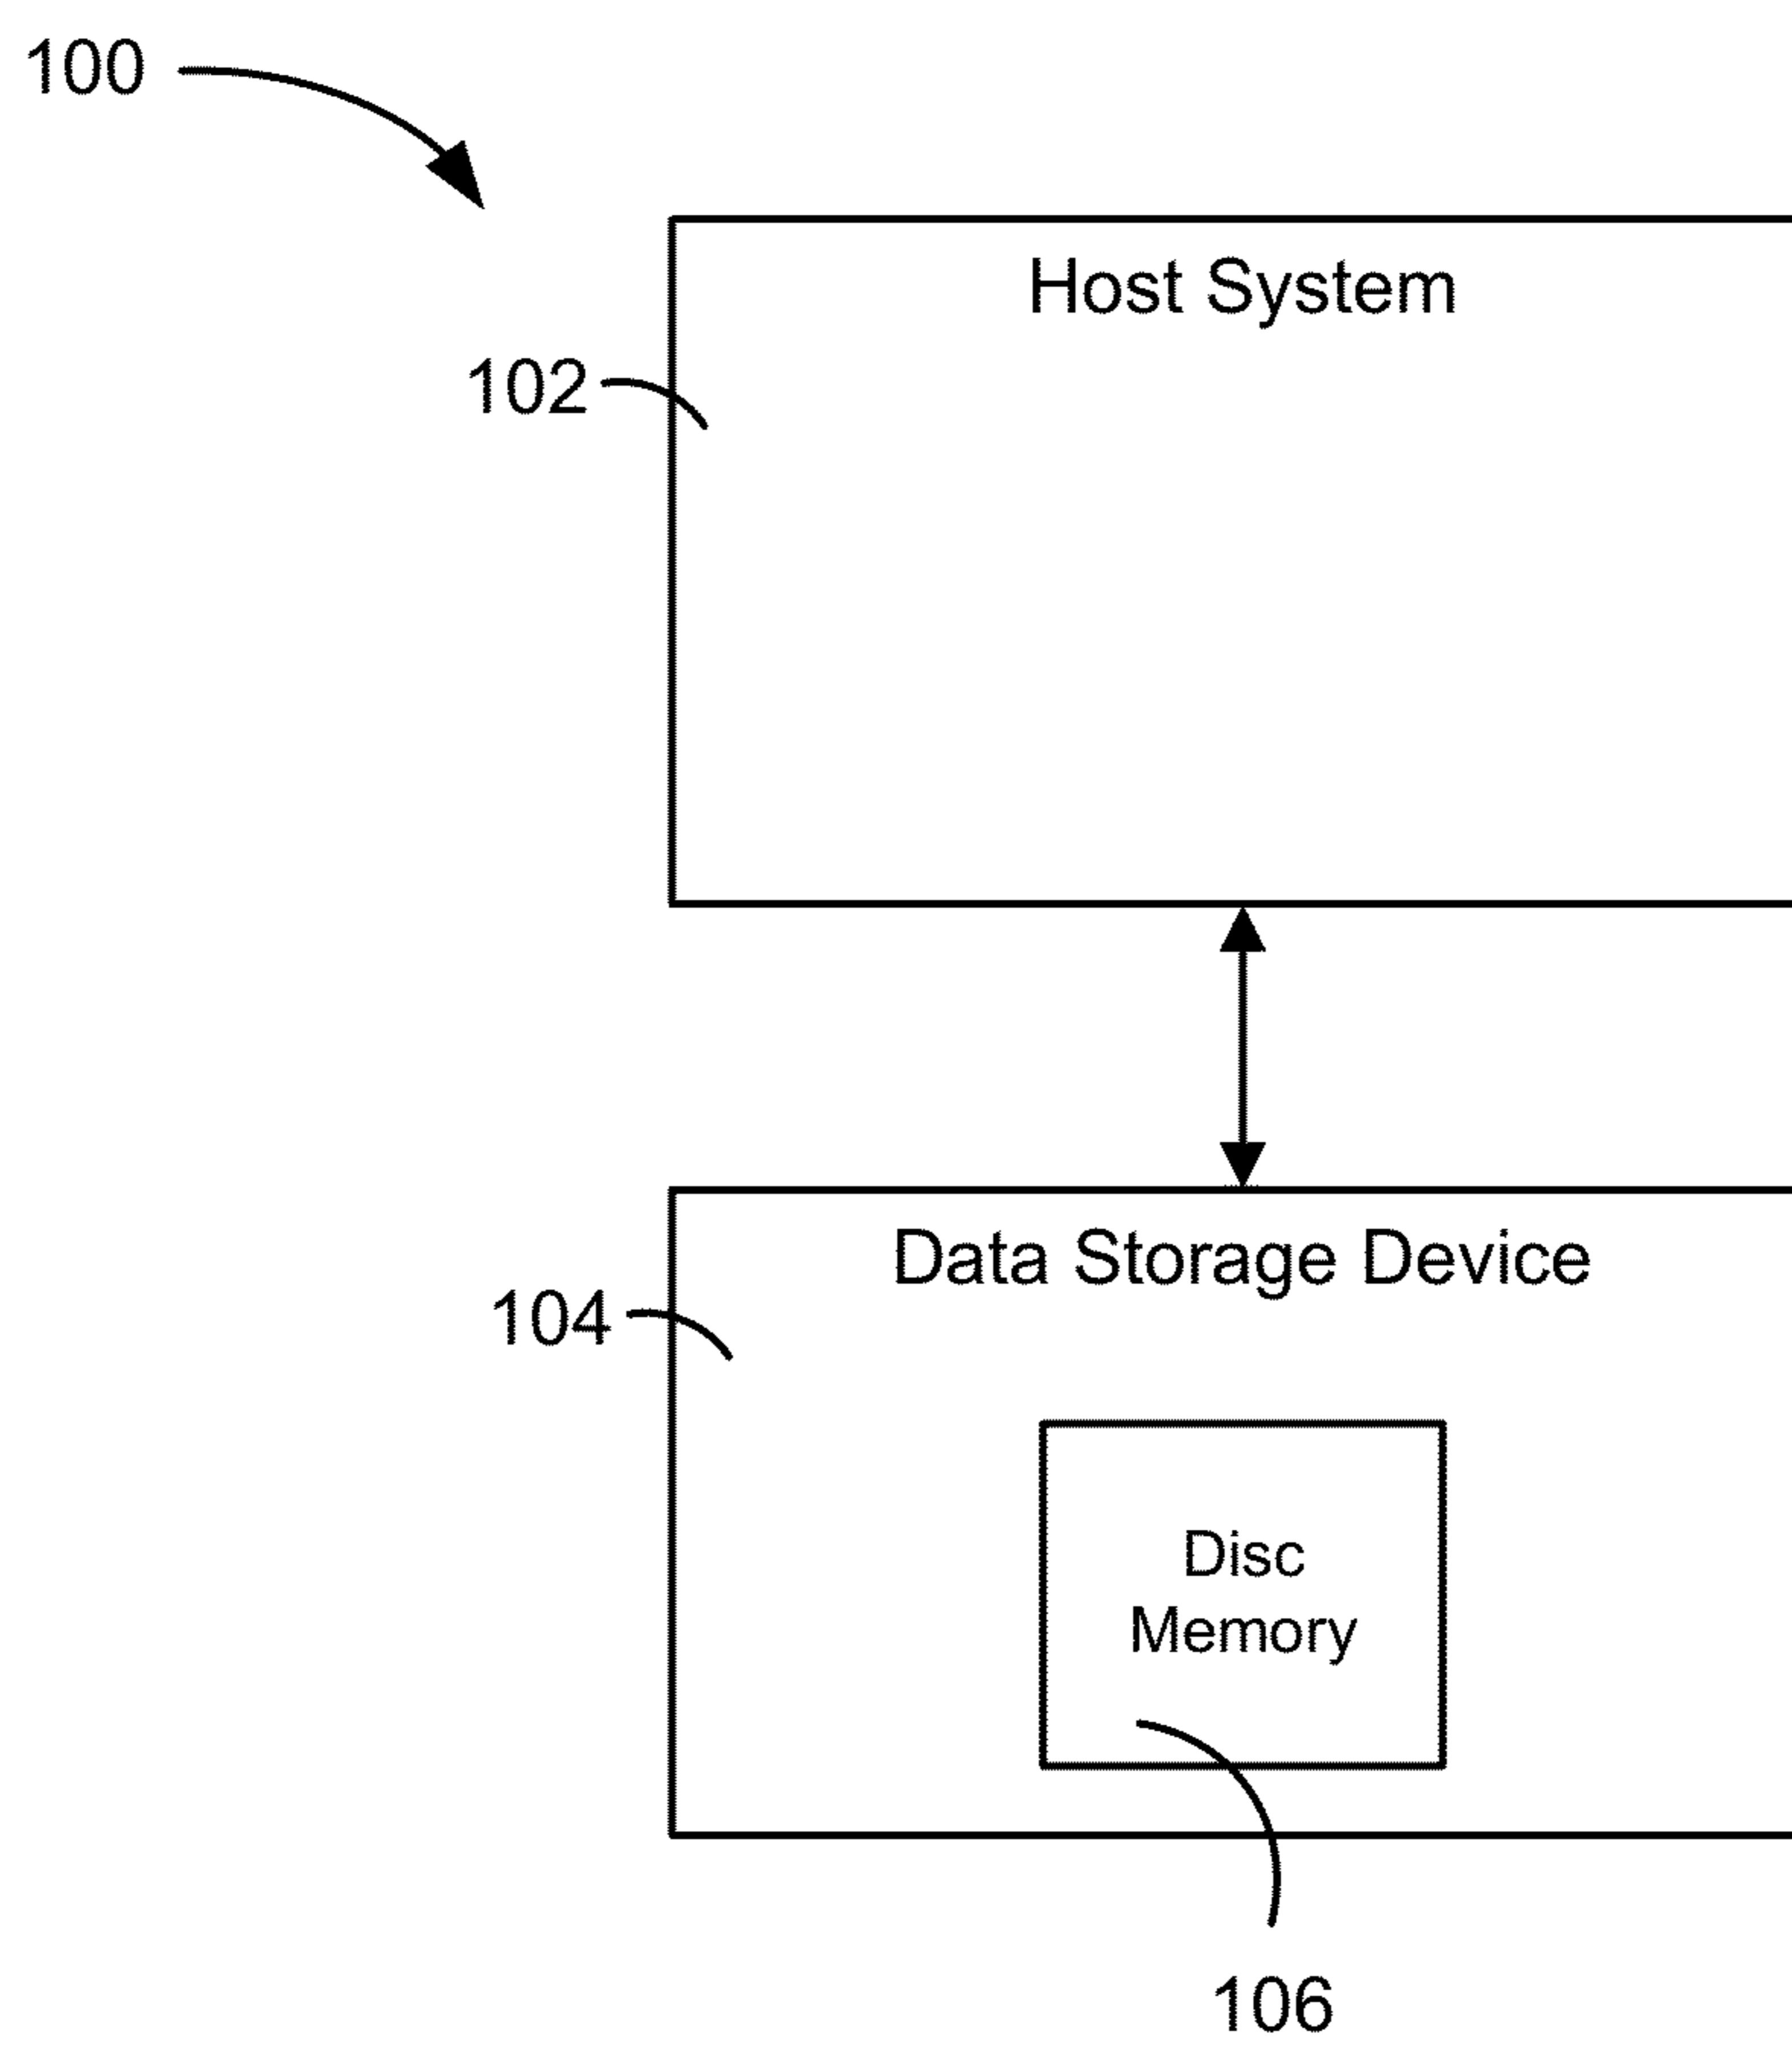 100
Host System
102
Data Storage Device
104
Disc
Memory
106